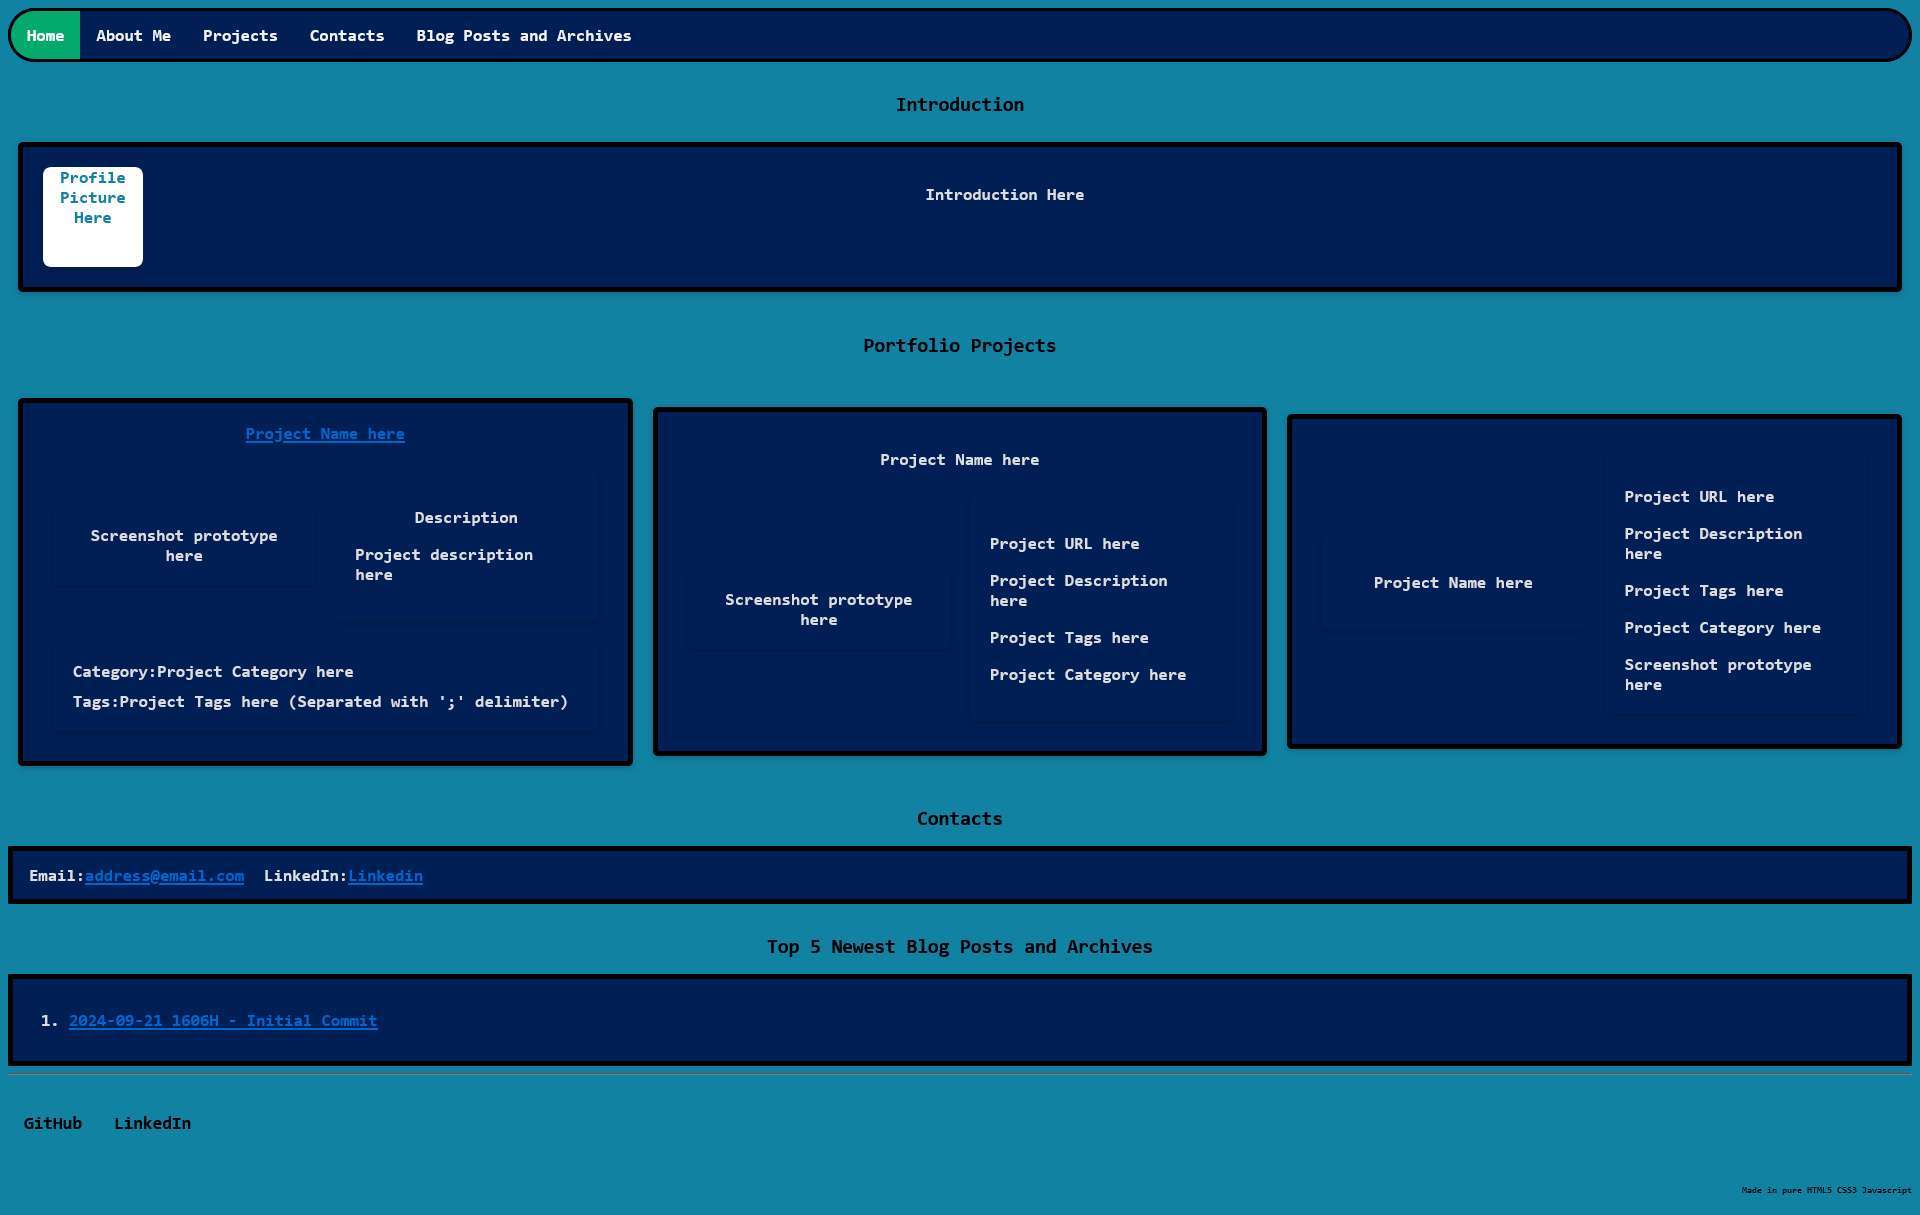 Home About Me Projects Contacts Blog Posts and Archives
Introduction
Profile
Picture
Here
Introduction Here
Portfolio Projects
Project Name here
Screenshot prototype
here
Description
Project description
here
Category:Project Category here
Tags:Project Tags here (Separated with ';' delimiter)
Project Name here
Screenshot prototype
here
Project URL here
Project Description
here
Project Tags here
Project Category here
Project Name here
Project URL here
Project Description
here
Project Tags here
Project Category here
Screenshot prototype
here
Contacts
Email:address@email.com LinkedIn:Linkedin
Top 5 Newest Blog Posts and Archives
1. 2024-09-21 1606H - Initial Commit
GitHub LinkedIn
Made in pure HTML5 CSS3 Javascript